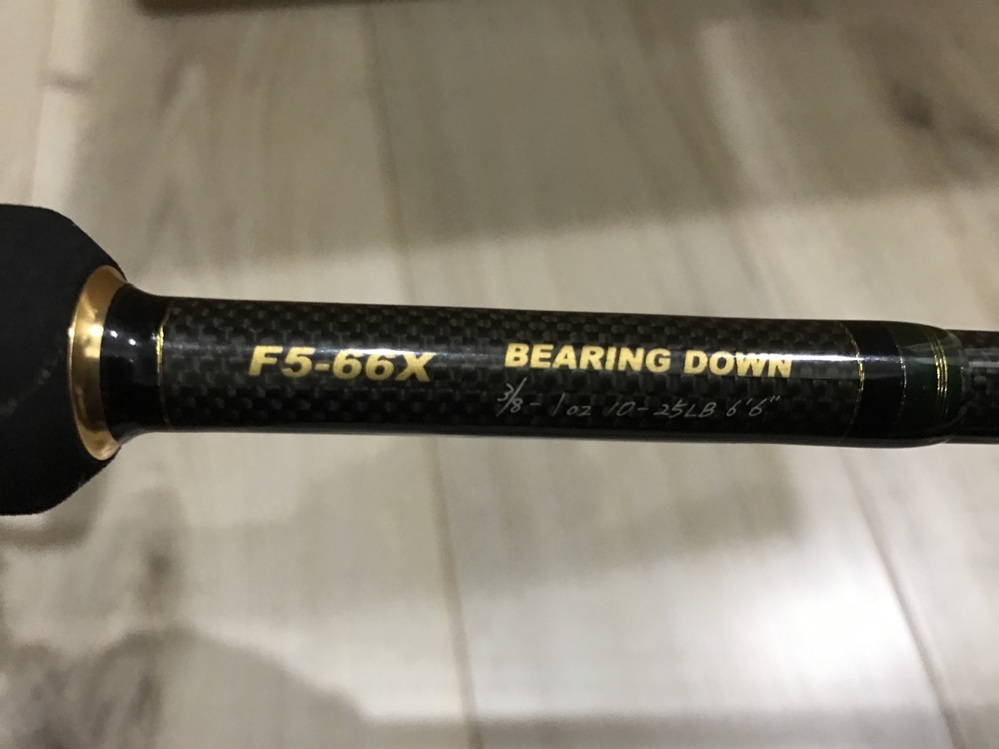 F5-66X BEARING DOWN
3/8- 1oz 10-25LB 6'6"